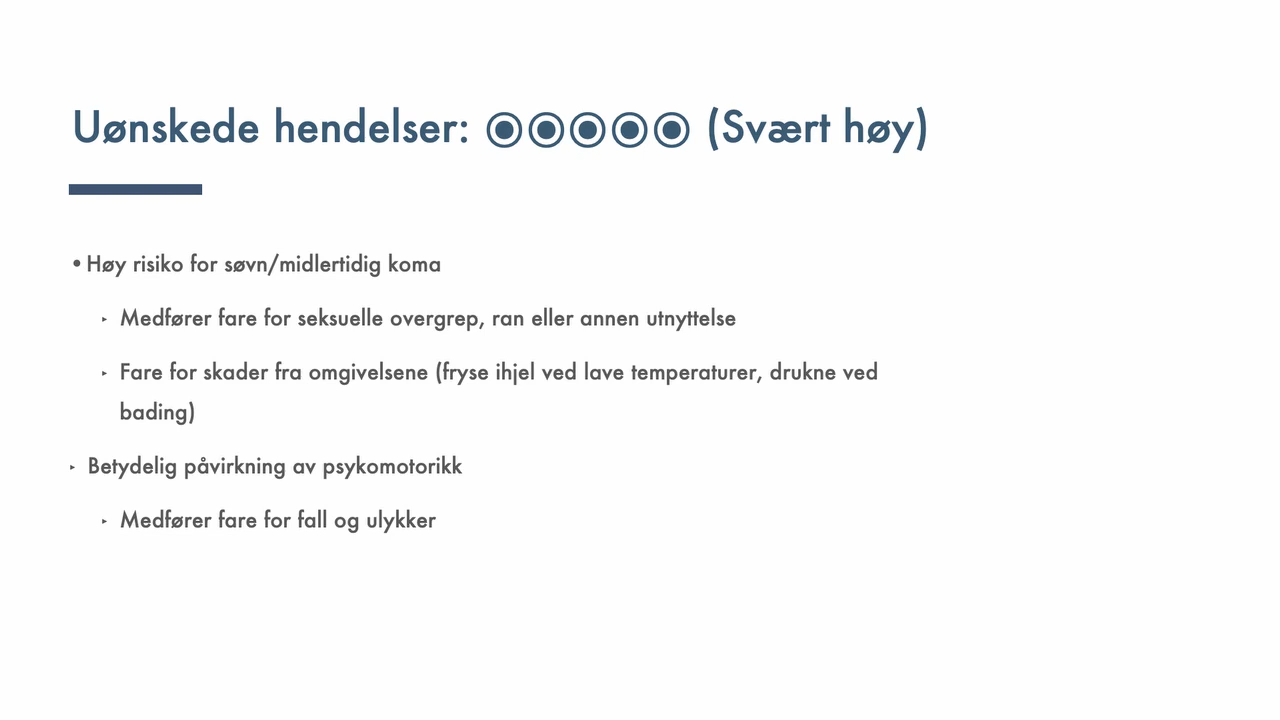 Uønskede hendelser: ◉◉◉◉◉ (Svært høy)
• Høy risiko for søvn/midlertidig koma
‣ Medfører fare for seksuelle overgrep, ran eller annen utnyttelse
‣ Fare for skader fra omgivelsene (fryse ihjel ved lave temperaturer, drukne ved
bading)
‣ Betydelig påvirkning av psykomotorikk
‣ Medfører fare for fall og ulykker